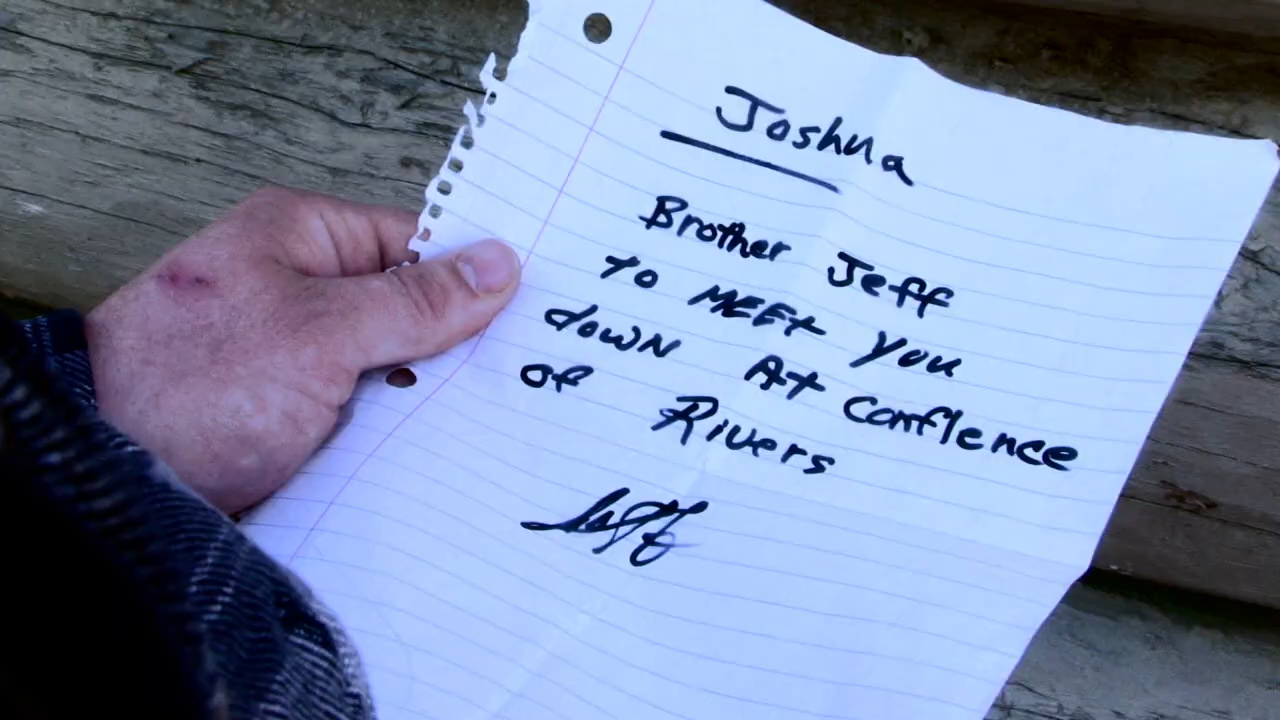 Joshua
Brother Jeff
to MEEt you
down At Conflence
of Rivers